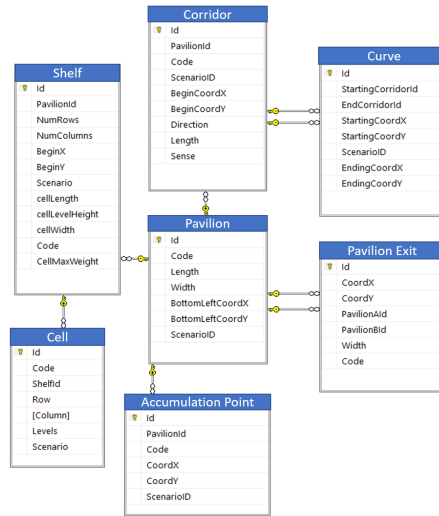 Corridor
Id
PavilionId
Code
ScenarioID
BeginCoordX
BeginCoordY
Direction
Length
Sense
Curve
Id
StartingCorridorId
EndCorridorId
StartingCoordX
StartingCoordY
ScenarioID
EndingCoordX
EndingCoordY
Shelf
Id
PavilionId
NumRows
NumColumns
BeginX
BeginY
Scenario
cellLength
cellLevelHeight
cellWidth
Code
CellMaxWeight
Pavilion
Id
Code
Length
Width
BottomLeftCoordX
BottomLeftCoordY
ScenarioID
Pavilion Exit
Id
CoordX
CoordY
PavilionAId
PavilionBId
Width
Code
Cell
Id
Code
ShelfId
Row
[Column]
Levels
Scenario
Accumulation Point
Id
PavilionId
Code
CoordX
CoordY
ScenarioID